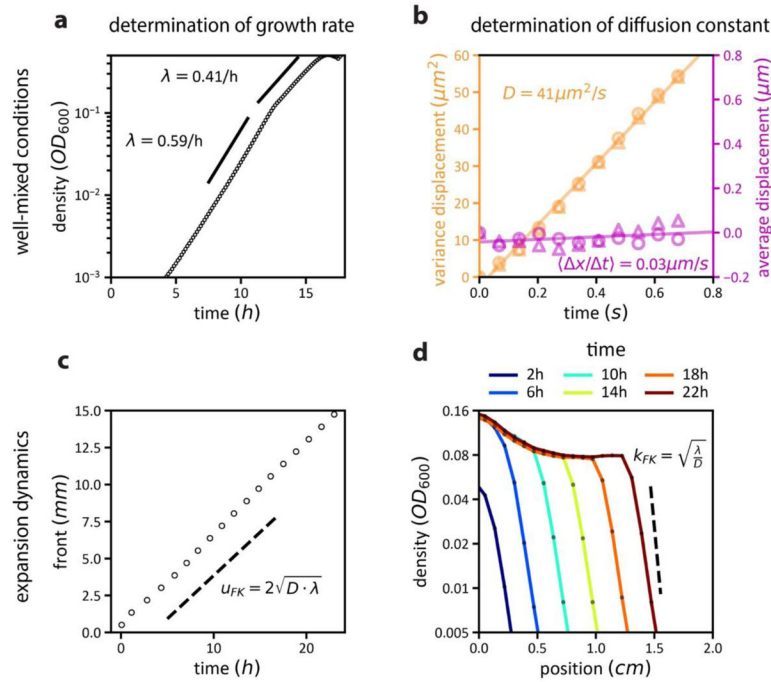 a
determination of growth rate
b
determination of diffusion constant
well-mixed conditions
density (OD600)
10⁻¹
10⁻²
10⁻³
λ = 0.41/h
λ = 0.59/h
0 5 10 15
time (h)
variance displacement (μm²)
60
50
40
30
20
10
0
D = 41μm²/s
⟨Δx/Δt⟩ = 0.03μm/s
0.8
0.6
0.4
0.2
0.0
−0.2
average displacement (μm)
0.0 0.2 0.4 0.6 0.8
time (s)
c
expansion dynamics
front (mm)
15.0
12.5
10.0
7.5
5.0
2.5
0.0
uFK = 2√D · λ
0 10 20
time (h)
d
time
2h 10h 18h
6h 14h 22h
density (OD600)
0.16
0.08
0.04
0.02
0.01
0.005
kFK = √λ/D
0.0 0.5 1.0 1.5 2.0
position (cm)